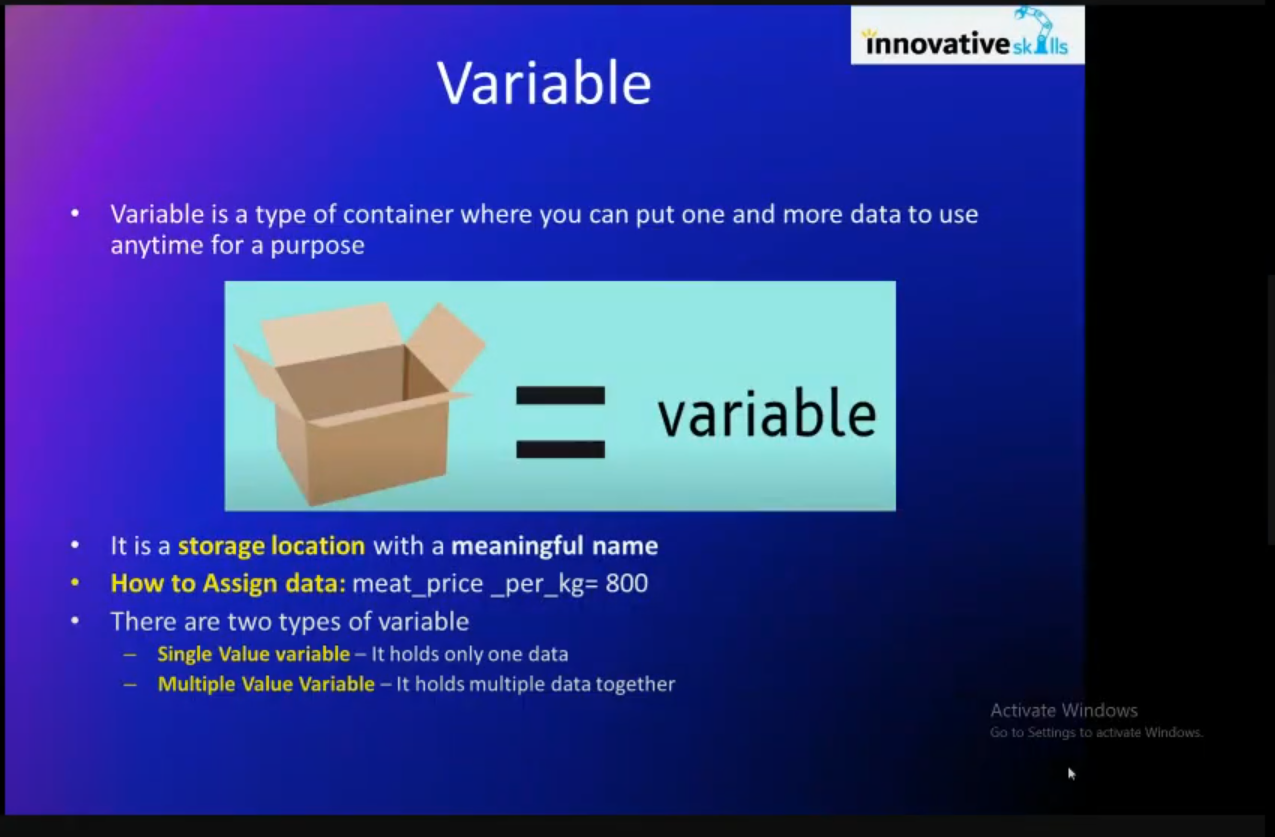 innovative skills
Variable
• Variable is a type of container where you can put one and more data to use
anytime for a purpose
variable
• It is a storage location with a meaningful name
• How to Assign data: meat_price _per_kg= 800
• There are two types of variable
– Single Value variable – It holds only one data
– Multiple Value Variable – It holds multiple data together
Activate Windows
Go to Settings to activate Windows.